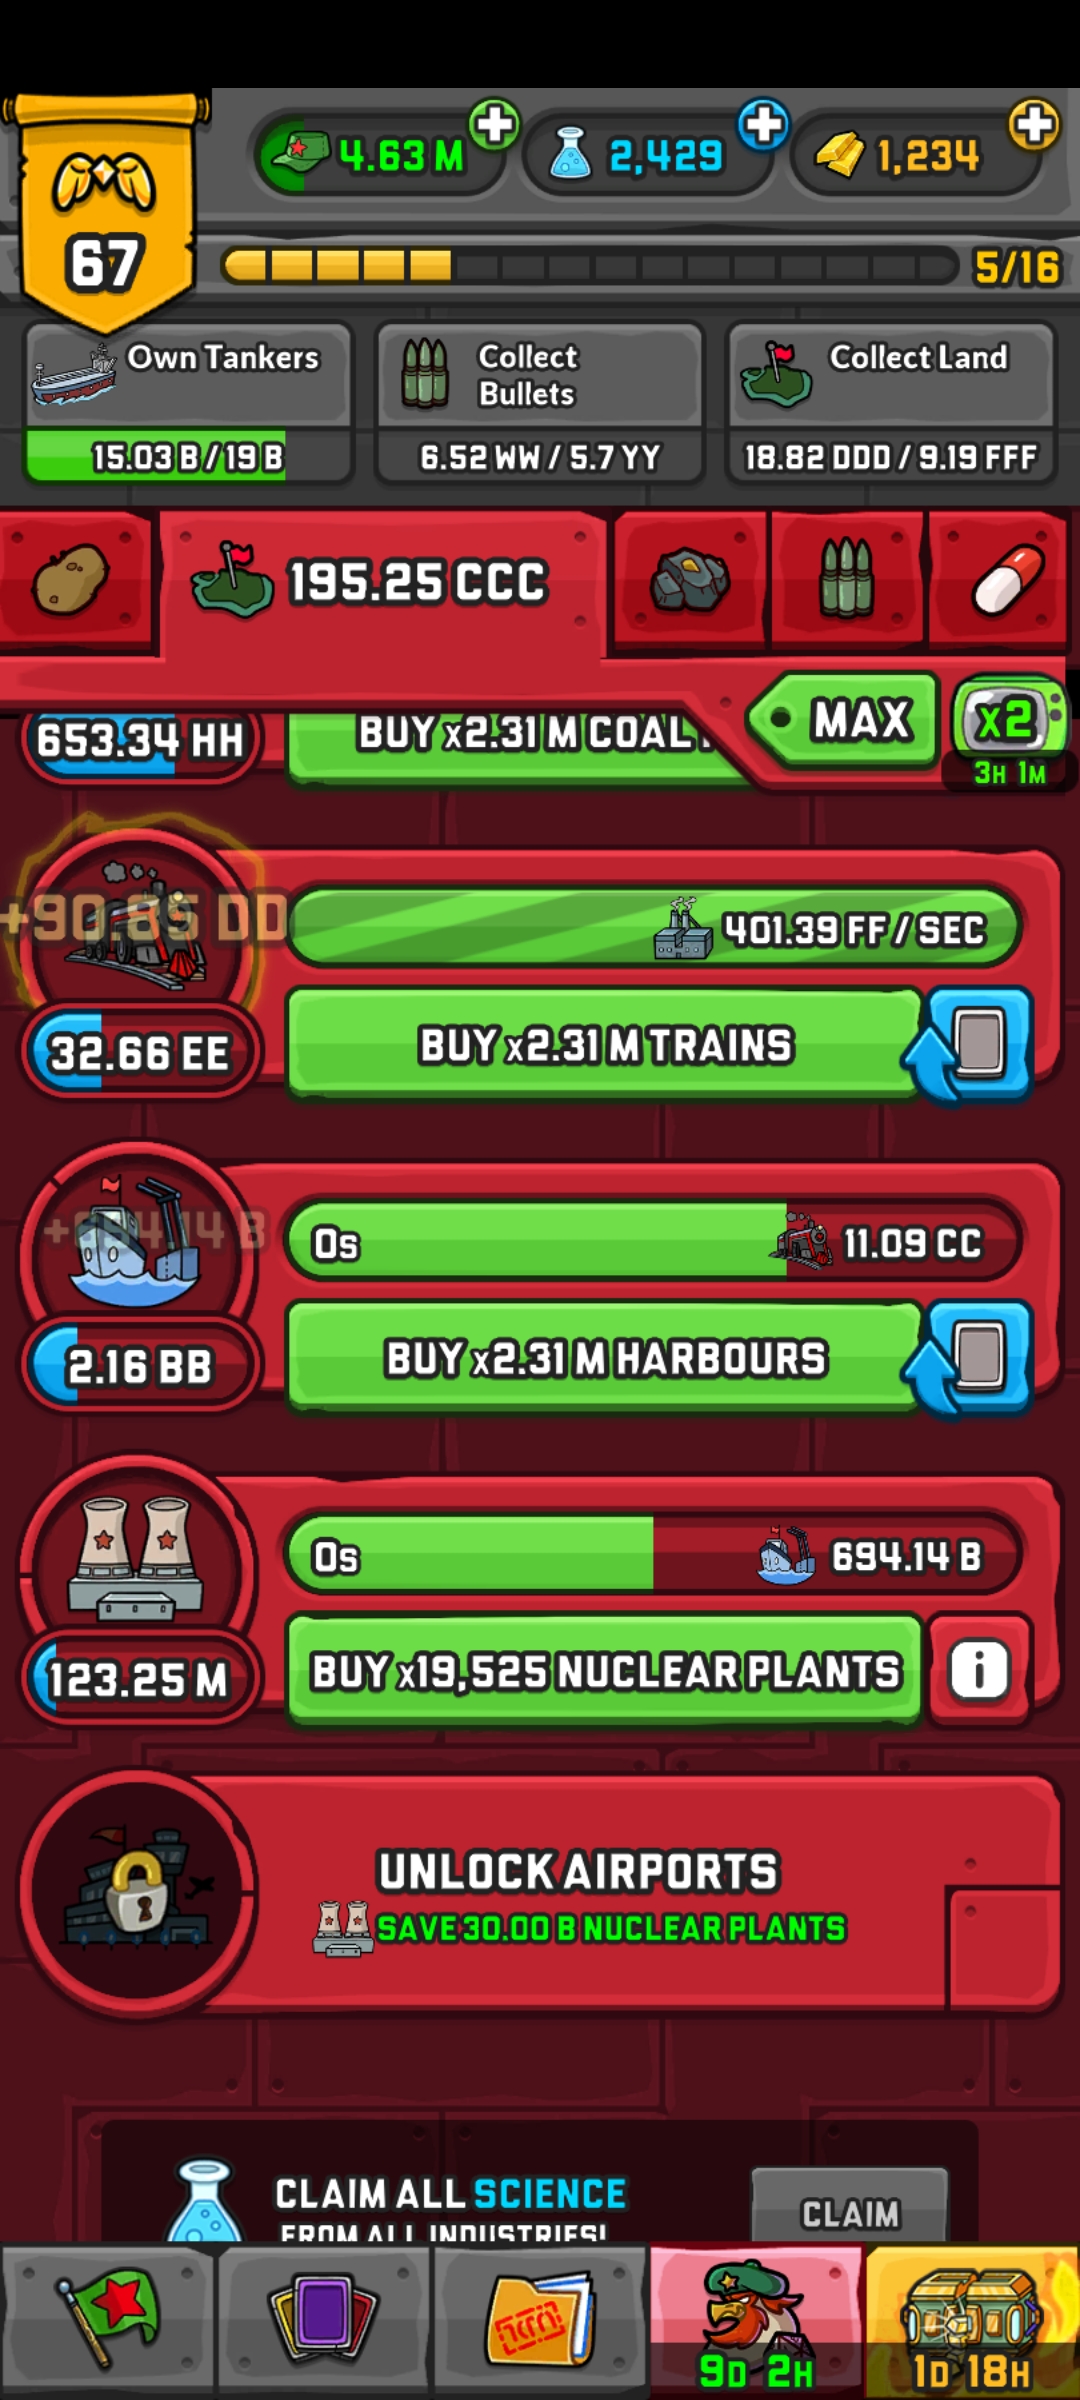 4.63 M
2,429
1,234
67
5/16
Own Tankers
15.03 B / 19 B
Collect
Bullets
6.52 WW / 5.7 YY
Collect Land
18.82 DDD / 9.19 FFF
195.25 CCC
MAX
x2
3H 1M
653.34 HH
BUY x2.31 M COAL
+90.85 DD
401.39 FF / SEC
32.66 EE
BUY x2.31 M TRAINS
+694.14 B
0s
11.09 CC
2.16 BB
BUY x2.31 M HARBOURS
0s
694.14 B
123.25 M
BUY x19,525 NUCLEAR PLANTS
i
UNLOCK AIRPORTS
SAVE 30.00 B NUCLEAR PLANTS
CLAIM ALL SCIENCE
FROM ALL INDUSTRIES!
CLAIM
9D 2H
1D 18H